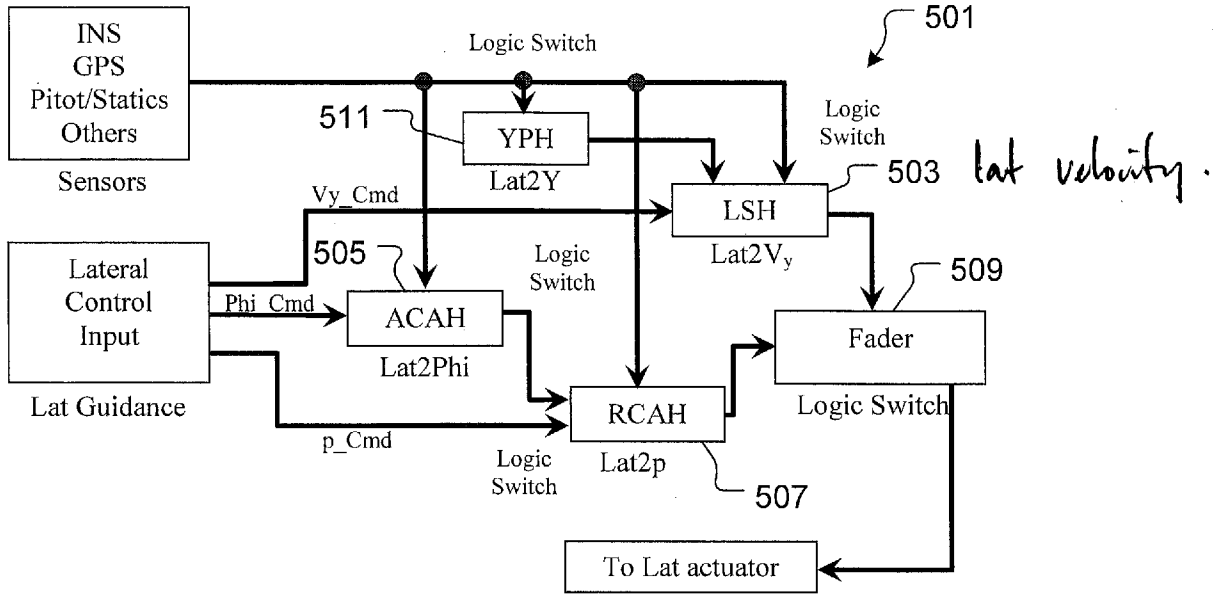 INS
GPS
Pitot/Statics
Others
Sensors
Logic Switch
501
511
YPH
Lat2Y
Logic
Switch
503 lat velocity.
LSH
Lat2Vy
Vy_Cmd
Lateral
Control
Input
Lat Guidance
Phi_Cmd
505
ACAH
Lat2Phi
Logic
Switch
509
Fader
Logic Switch
RCAH
Lat2p
507
p_Cmd
Logic
Switch
To Lat actuator